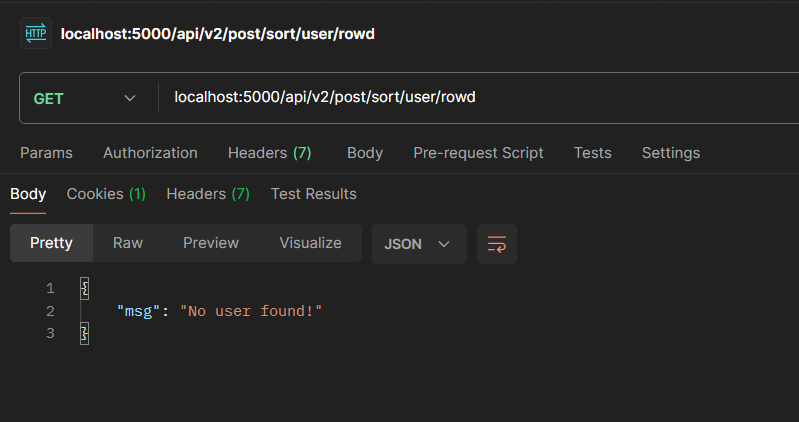 HTTP localhost:5000/api/v2/post/sort/user/rowd
GET localhost:5000/api/v2/post/sort/user/rowd
Params Authorization Headers (7) Body Pre-request Script Tests Settings
Body Cookies (1) Headers (7) Test Results
Pretty Raw Preview Visualize JSON
1 {
2 "msg": "No user found!"
3 }